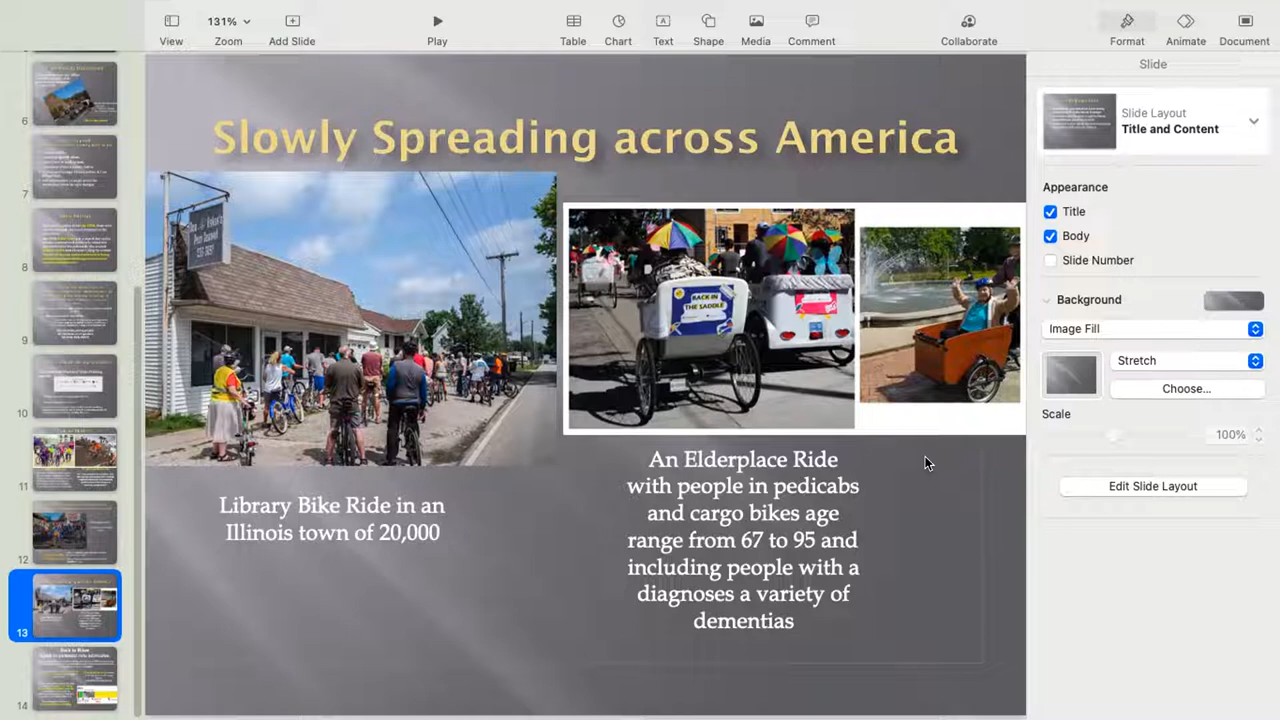 View
131%
Zoom
Add Slide
Play
Table
Chart
Text
Shape
Media
Comment
Collaborate
Format
Animate
Document
6
7
8
9
10
11
12
13
14
Slowly Spreading across America
BACK IN
THE SADDLE
Library Bike Ride in an
Illinois town of 20,000
An Elderplace Ride
with people in pedicabs
and cargo bikes age
range from 67 to 95 and
including people with a
diagnoses a variety of
dementias
Slide
Slide Layout
Title and Content
Appearance
Title
Body
Slide Number
Background
Image Fill
Stretch
Choose...
Scale
100%
Edit Slide Layout